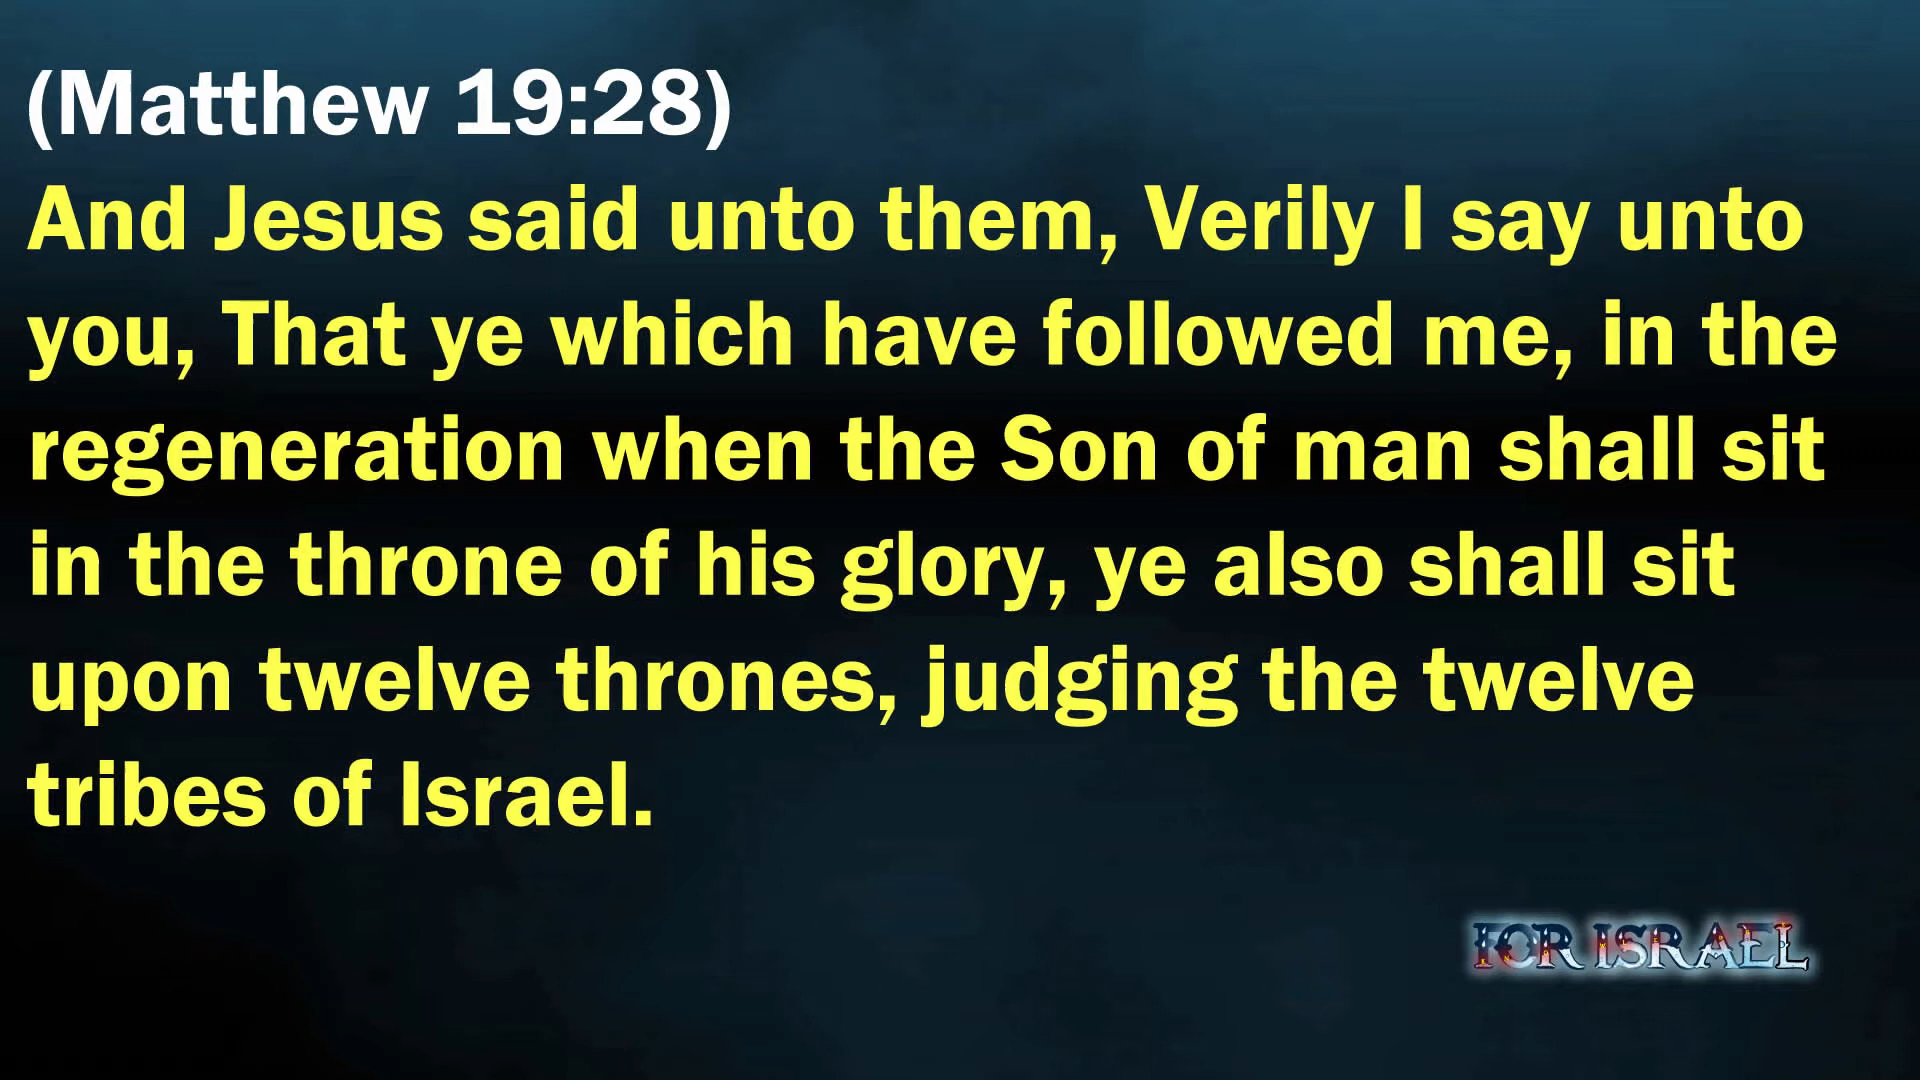 (Matthew 19:28)
And Jesus said unto them, Verily I say unto
you, That ye which have followed me, in the
regeneration when the Son of man shall sit
in the throne of his glory, ye also shall sit
upon twelve thrones, judging the twelve
tribes of Israel.
FOR ISRAEL